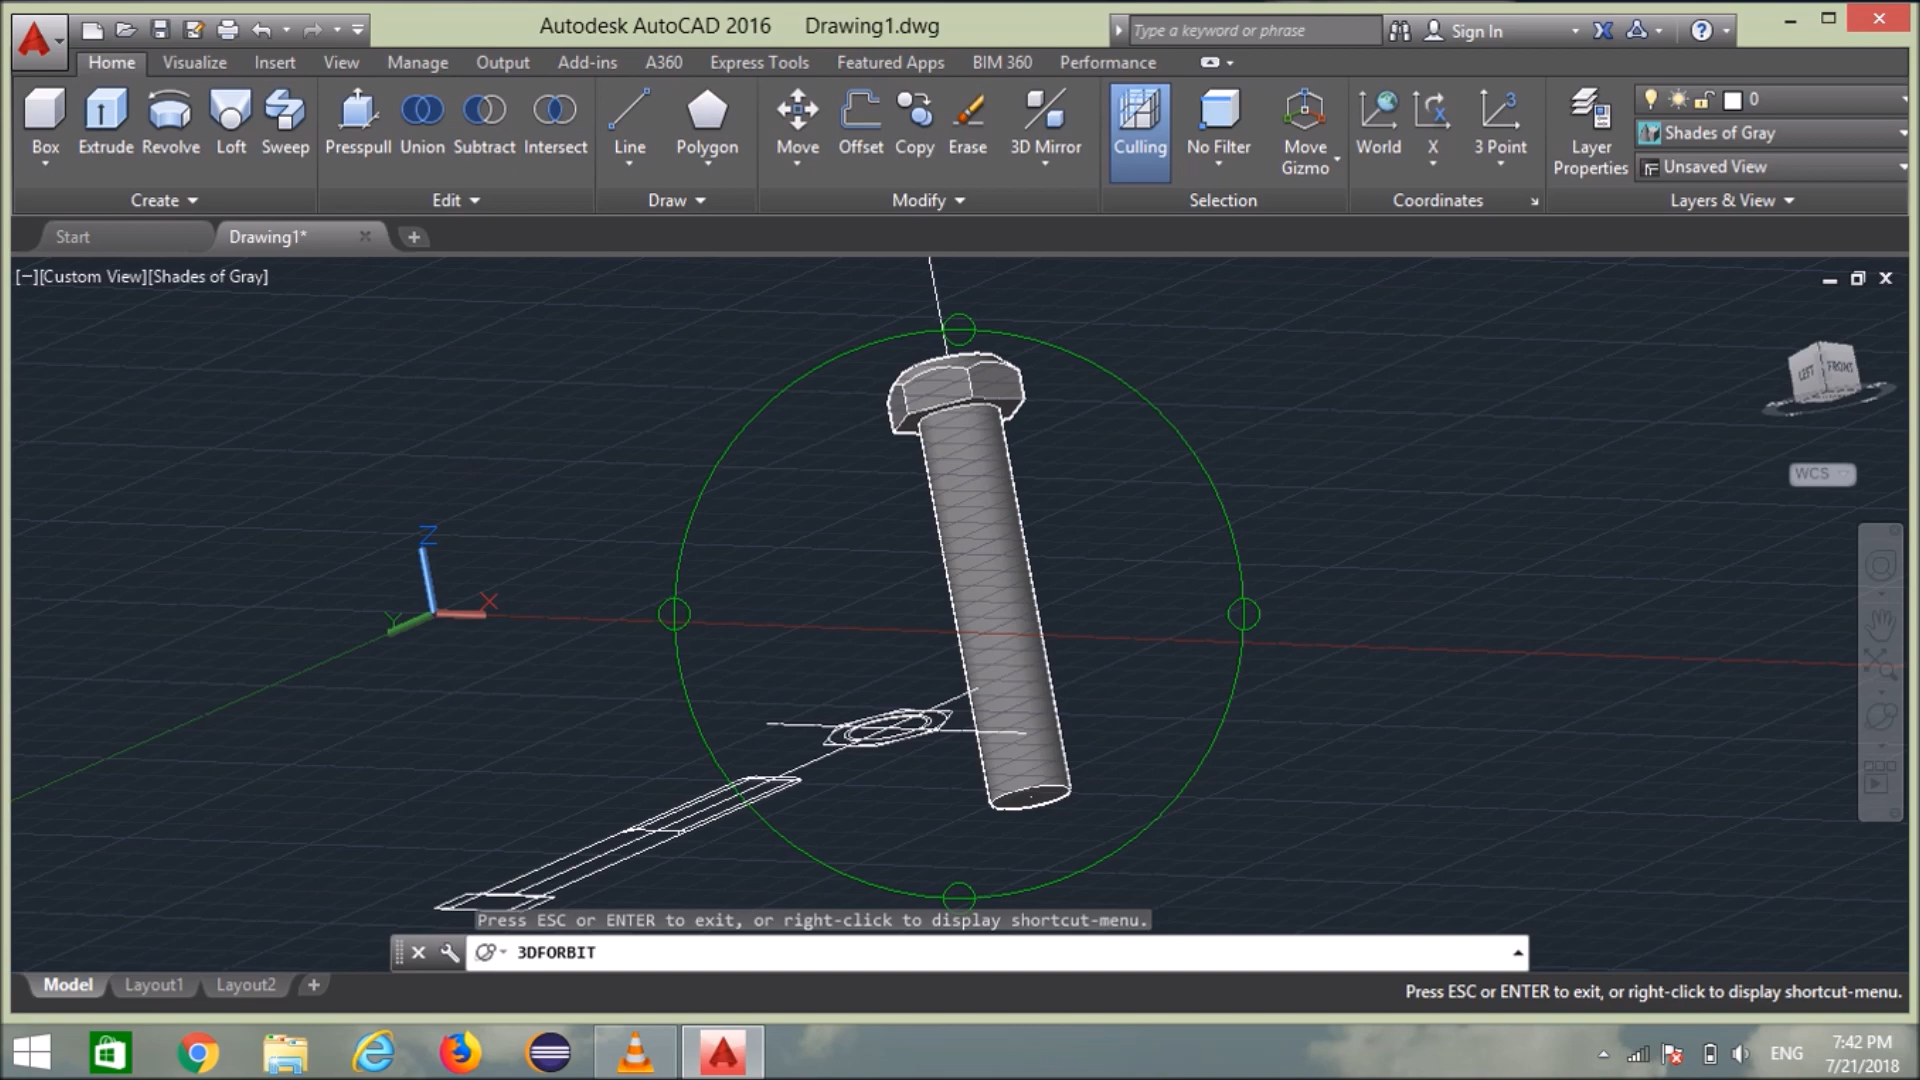 Autodesk AutoCAD 2016 Drawing1.dwg
Type a keyword or phrase
Sign In
Home Visualize Insert View Manage Output Add-ins A360 Express Tools Featured Apps BIM 360 Performance
Box Extrude Revolve Loft Sweep Presspull Union Subtract Intersect Line Polygon Move Offset Copy Erase 3D Mirror Culling No Filter Move Gizmo World X 3 Point Layer Properties
0
Shades of Gray
Unsaved View
Create Edit Draw Modify Selection Coordinates Layers & View
Start Drawing1*
[−][Custom View][Shades of Gray]
LEFT FRONT
WCS
Z
X
Y
Press ESC or ENTER to exit, or right-click to display shortcut-menu.
3DFORBIT
Model Layout1 Layout2
Press ESC or ENTER to exit, or right-click to display shortcut-menu.
ENG
7:42 PM
7/21/2018